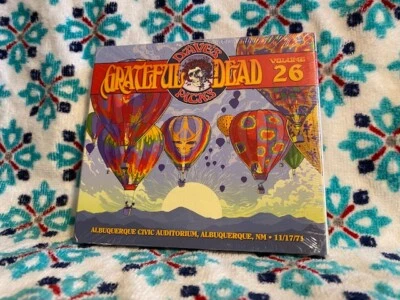 DAVE'S
GRATEFUL DEAD
PICKS
VOLUME
26
ALBUQUERQUE CIVIC AUDITORIUM, ALBUQUERQUE, NM • 11/17/71